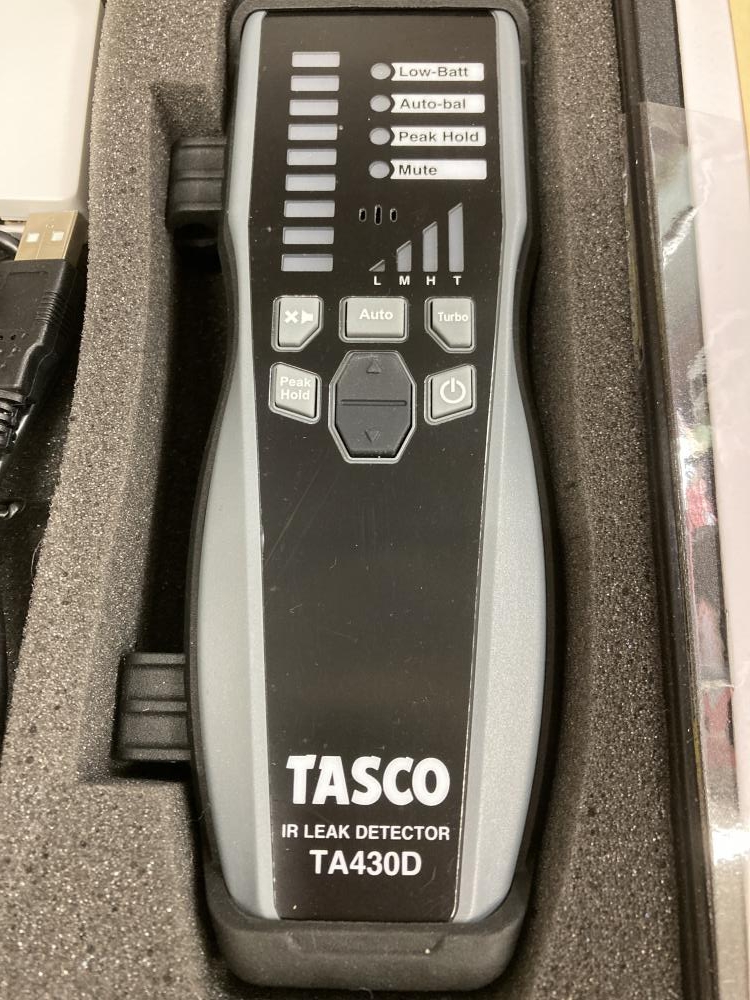 Low-Batt
Auto-bal
Peak Hold
Mute
L M H T
Auto
Turbo
Peak
Hold
TASCO
IR LEAK DETECTOR
TA430D